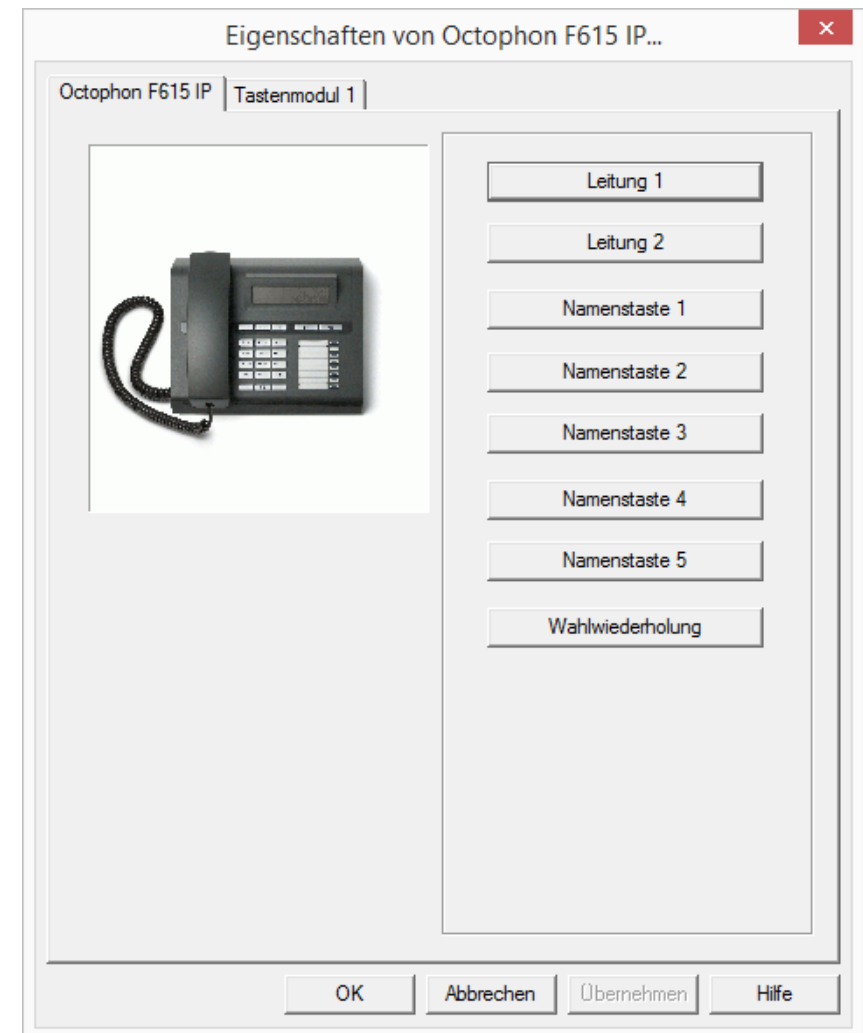 Eigenschaften von Octophon F615 IP...
Octophon F615 IP
Tastenmodul 1
Leitung 1
Leitung 2
Namenstaste 1
Namenstaste 2
Namenstaste 3
Namenstaste 4
Namenstaste 5
Wahlwiederholung
OK
Abbrechen
Übernehmen
Hilfe